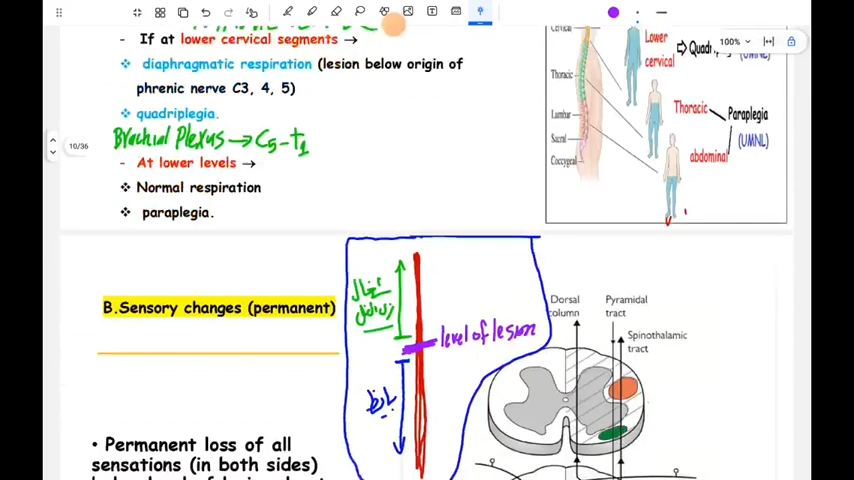 - If at lower cervical segments →
diaphragmatic respiration (lesion below origin of
phrenic nerve C3, 4, 5)
quadriplegia.
Brachial Plexus → C5 - T1
10/36
- At lower levels →
Normal respiration
paraplegia.
100%
Cervical
Lower
cervical
Thoracic
Thoracic
Paraplegia
(UMNL)
Lumbar
Sacral
abdominal
Coccygeal
B.Sensory changes (permanent)
level of lesion
Dorsal
column
Pyramidal
tract
Spinothalamic
tract
• Permanent loss of all
sensations (in both sides)